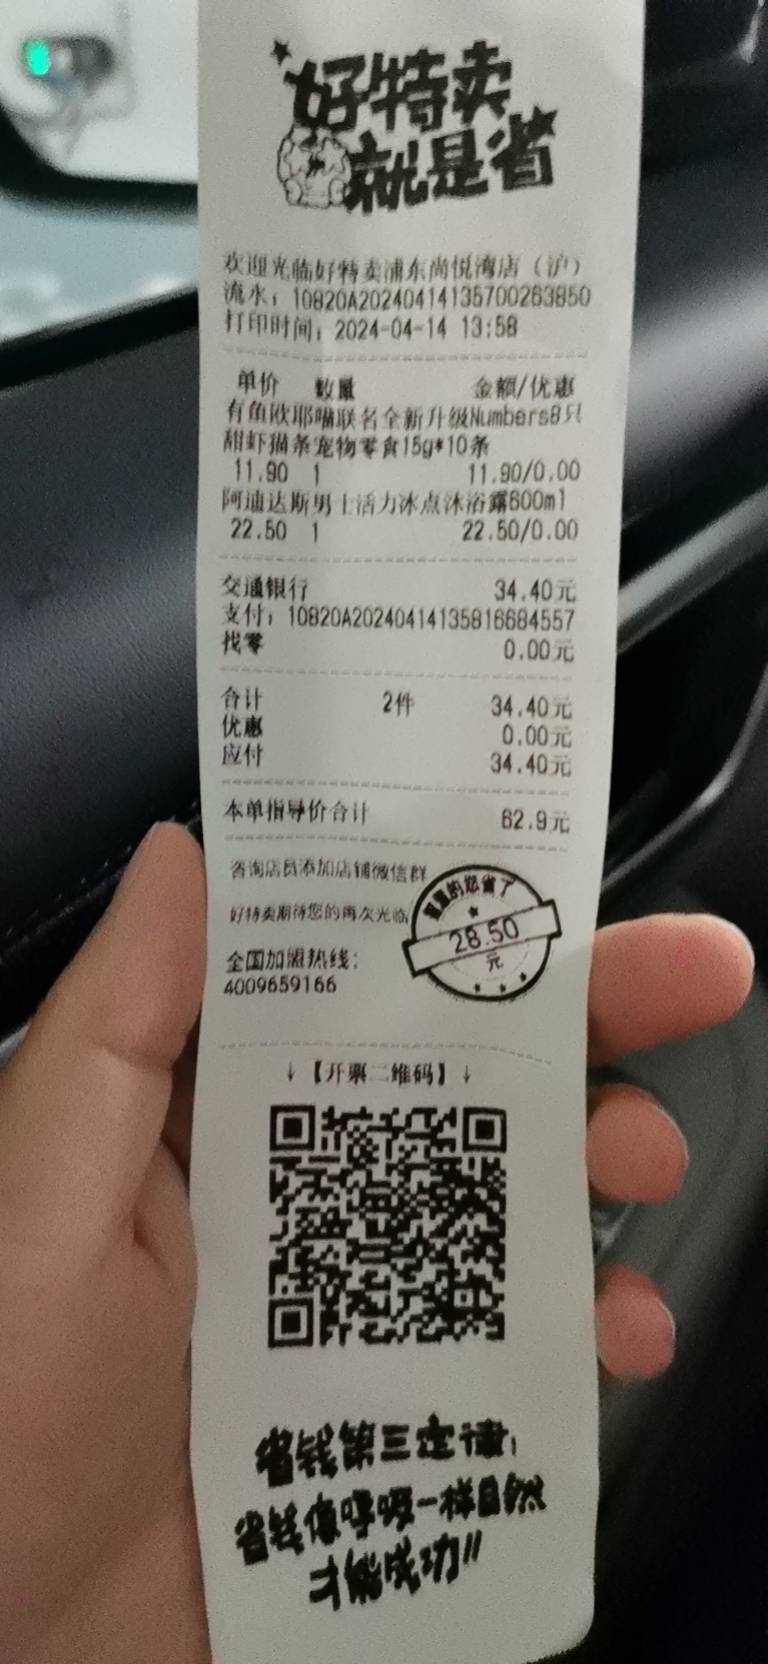 好特卖
就是省
欢迎光临好特卖浦东尚悦湾店（沪）
流水：10820A20240414135700263850
打印时间：2024-04-14 13:58
单价 数量 金额/优惠
有鱼欧耶喵联名全新升级Numbers8只
甜虾猫条宠物零食15g*10条
11.90 1 11.90/0.00
阿迪达斯男士活力冰点沐浴露600ml
22.50 1 22.50/0.00
交通银行 34.40元
支付：10820A20240414135816684557
找零 0.00元
合计 2件 34.40元
优惠 0.00元
应付 34.40元
本单指导价合计 62.9元
咨询店员添加店铺微信群
好特卖期待您的再次光临
的您省了
28.50
元
全国加盟热线：
4009659166
↓【开票二维码】↓
省钱第三定律：
省钱像呼吸一样自然
才能成功!!